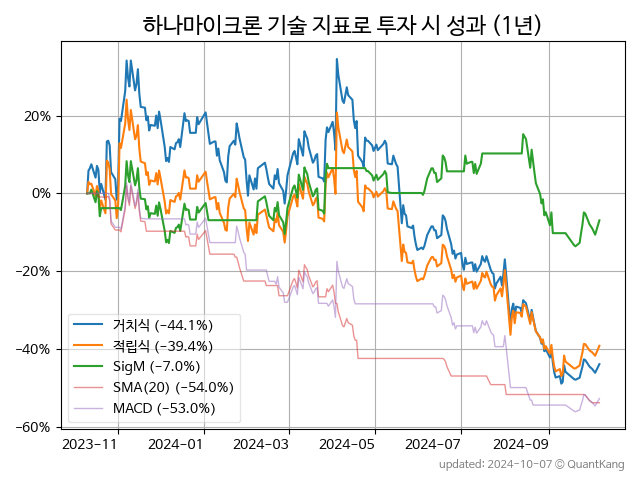 하나마이크론 기술 지표로 투자 시 성과 (1년)
20%
0%
−20%
−40%
−60%
거치식 (−44.1%)
적립식 (−39.4%)
SigM (−7.0%)
SMA(20) (−54.0%)
MACD (−53.0%)
2023−11 2024−01 2024−03 2024−05 2024−07 2024−09
updated: 2024-10-07 © QuantKang